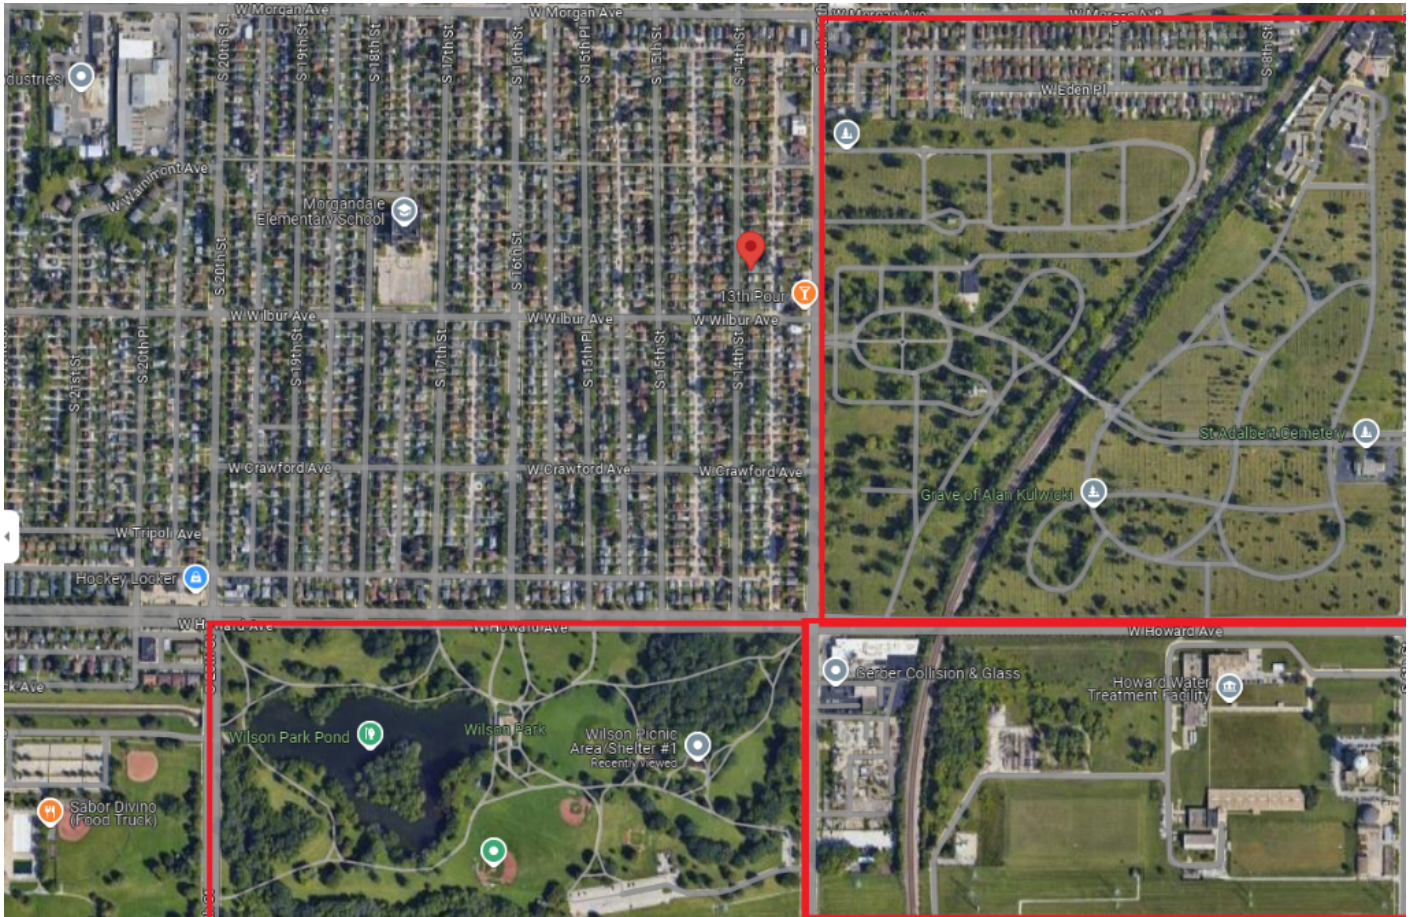 W Morgan Ave
W Morgan Ave
W Morgan Ave
W Morgan Ave
S 20th St
S 19th St
S 18th St
S 17th St
S 16th St
S 15th Pl
S 15th St
S 14th St
S 8th St
W Eden Pl
ndustries
W Warnimont Ave
Morgandale
Elementary School
S 20th St
S 16th St
13th Pour
W Wilbur Ave
W Wilbur Ave
W Wilbur Ave
S 21st St
S 20th Pl
S 19th St
S 17th St
S 15th Pl
S 15th St
S 14th St
St Adalbert Cemetery
W Crawford Ave
W Crawford Ave
W Crawford Ave
Grave of Alan Kulwicki
W Tripoli Ave
Hockey Locker
W Howard Ave
W Howard Ave
W Howard Ave
Gerber Collision & Glass
Howard Water
Treatment Facility
ck Ave
Wilson Park Pond
Wilson Park
Wilson Picnic
Area/Shelter #1
Recently viewed
Sabor Divino
(Food Truck)